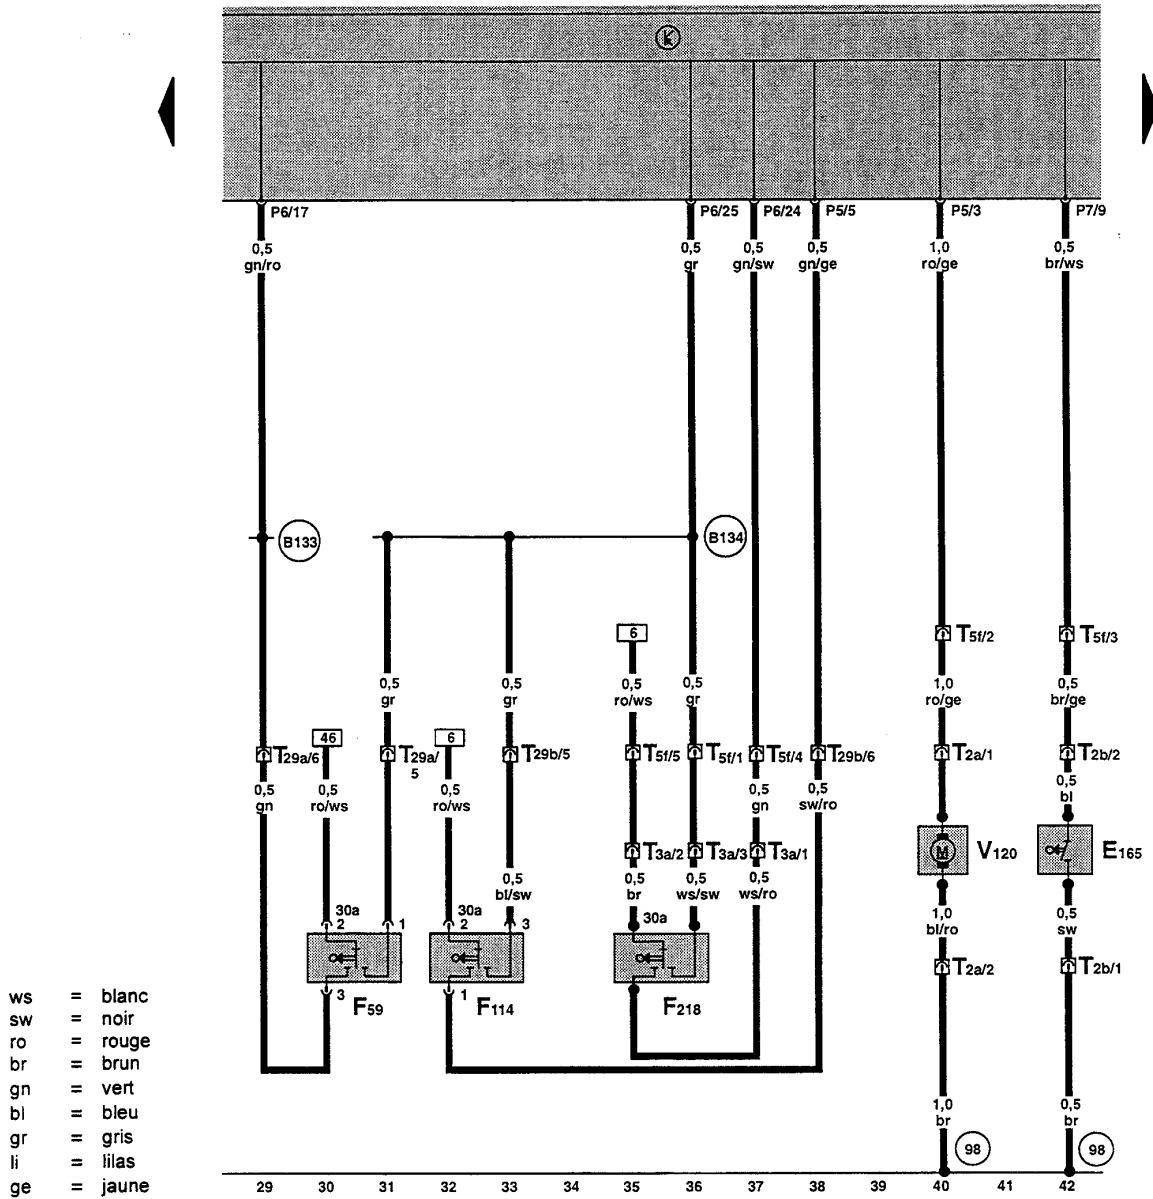 P6/17 P6/25 P6/24 P5/5 P5/3 P7/9
0,5 0,5 0,5 0,5 1,0 0,5
gn/ro gr gn/sw gn/ge ro/ge br/ws
B133 B134
6 T5f/2 T5f/3
0,5 0,5 0,5 0,5 1,0 0,5
gr gr ro/ws gr ro/ge br/ge
46 6
T29a/6 T29a/5 T29b/5 T5f/5 T5f/1 T5f/4 T29b/6 T2a/1 T2b/2
0,5 0,5 0,5 0,5 0,5 0,5
gn ro/ws ro/ws gn sw/ro bl
T3a/2 T3a/3 T3a/1 M V120 E165
0,5 0,5 0,5 0,5
bl/sw br ws/sw ws/ro
30a 30a 30a 1,0 0,5
2 1 2 3 bl/ro sw
T2a/2 T2b/1
3 F59 1 F114 F218
ws = blanc
sw = noir
ro = rouge
br = brun
gn = vert
bl = bleu
gr = gris
li = lilas
ge = jaune
1,0 0,5
br br
98 98
29 30 31 32 33 34 35 36 37 38 39 40 41 42